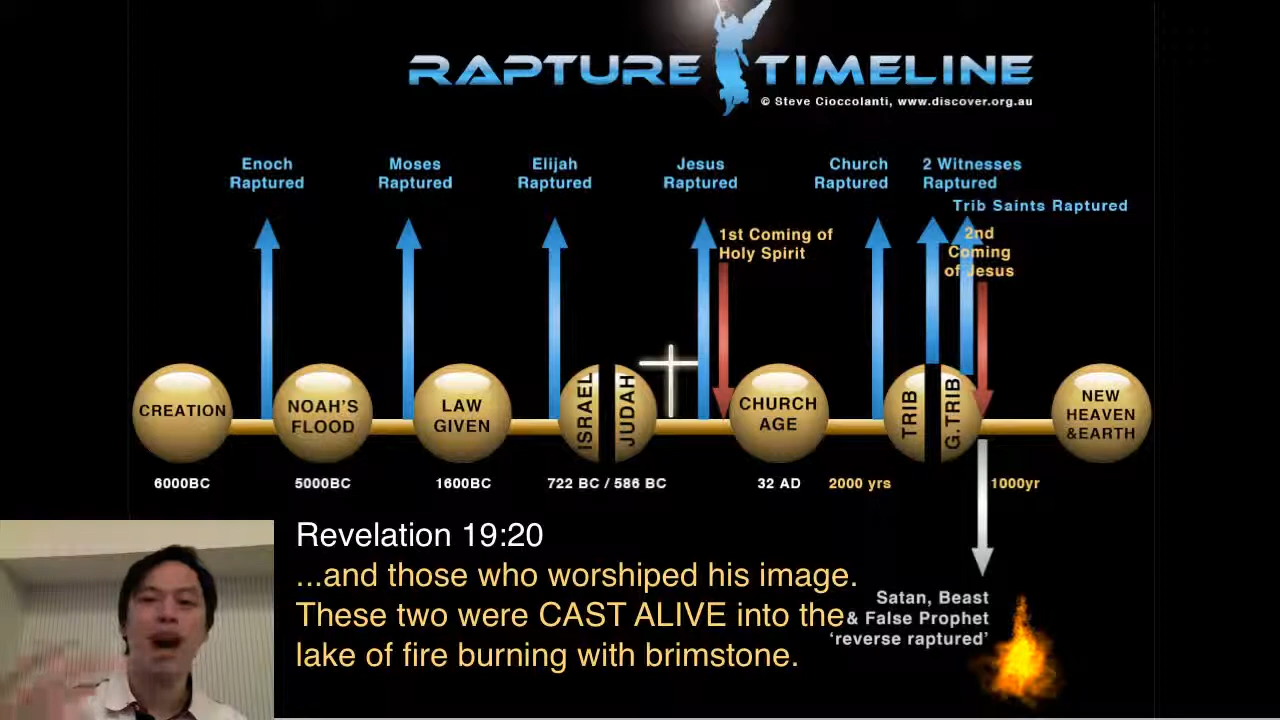 RAPTURE TIMELINE
© Steve Cioccolanti, www.discover.org.au
Enoch
Raptured
Moses
Raptured
Elijah
Raptured
Jesus
Raptured
Church
Raptured
2 Witnesses
Raptured
Trib Saints Raptured
1st Coming of
Holy Spirit
2nd
Coming
of Jesus
CREATION
NOAH'S
FLOOD
LAW
GIVEN
ISRAEL
JUDAH
CHURCH
AGE
TRIB
G.TRIB
NEW
HEAVEN
&EARTH
6000BC
5000BC
1600BC
722 BC / 586 BC
32 AD
2000 yrs
1000yr
Revelation 19:20
...and those who worshiped his image.
These two were CAST ALIVE into the
lake of fire burning with brimstone.
Satan, Beast
& False Prophet
‘reverse raptured’